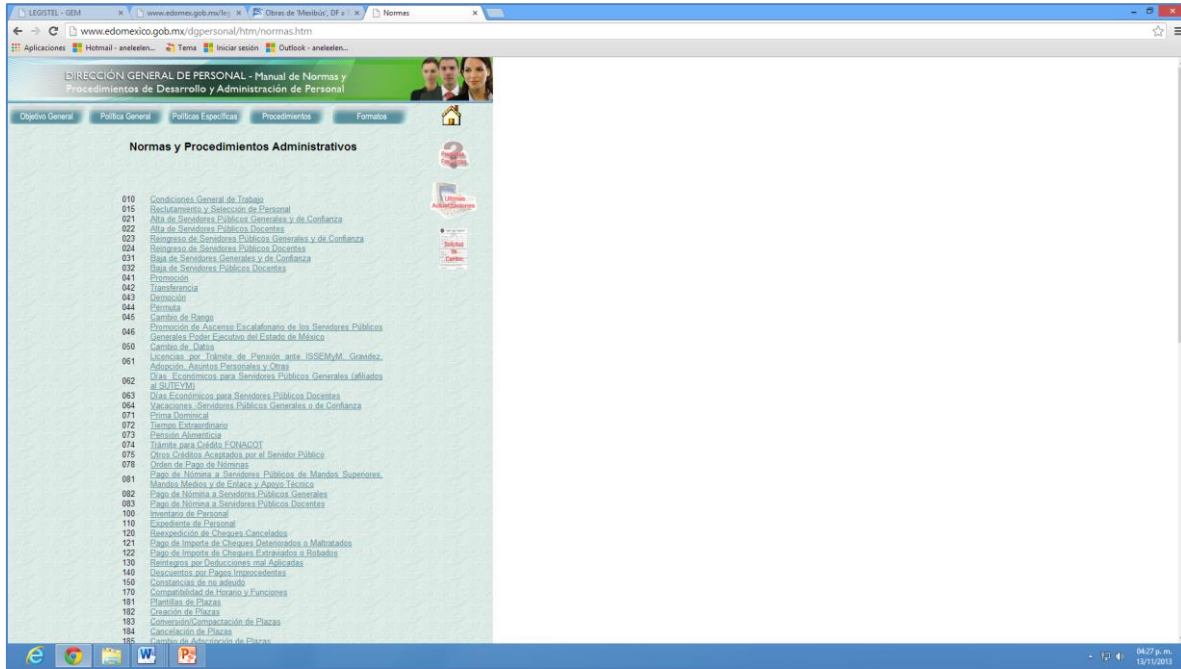 LEGISTEL - GEM
www.edomex.gob.mx/leg
Obras de 'Mexibús', DF e
Normas
www.edomexico.gob.mx/dgpersonal/htm/normas.htm
Aplicaciones Hotmail - aneleelen... Tema Iniciar sesión Outlook - aneleelen...
DIRECCIÓN GENERAL DE PERSONAL - Manual de Normas y
Procedimientos de Desarrollo y Administración de Personal
Objetivo General Política General Políticas Específicas Procedimientos Formatos
Normas y Procedimientos Administrativos
Preguntas Frecuentes
Ultimas
Actualizaciones
Solicitud
de
Cambio
010 Condiciones General de Trabajo
015 Reclutamiento y Selección de Personal
021 Alta de Servidores Públicos Generales y de Confianza
022 Alta de Servidores Públicos Docentes
023 Reingreso de Servidores Públicos Generales y de Confianza
024 Reingreso de Servidores Públicos Docentes
031 Baja de Servidores Generales y de Confianza
032 Baja de Servidores Públicos Docentes
041 Promoción
042 Transferencia
043 Democión
044 Permuta
045 Cambio de Rango
046 Promoción de Ascenso Escalafonario de los Servidores Públicos
Generales Poder Ejecutivo del Estado de México
050 Cambio de Datos
061 Licencias por Trámite de Pensión ante ISSEMyM, Gravidez,
Adopción, Asuntos Personales y Otras
062 Días Económicos para Servidores Públicos Generales (afiliados
al SUTEYM)
063 Días Económicos para Servidores Públicos Docentes
064 Vacaciones, Servidores Públicos Generales o de Confianza
071 Prima Dominical
072 Tiempo Extraordinario
073 Pensión Alimenticia
074 Trámite para Crédito FONACOT
075 Otros Créditos Aceptados por el Servidor Público
078 Orden de Pago de Nóminas
081 Pago de Nómina a Servidores Públicos de Mandos Superiores,
Mandos Medios y de Enlace y Apoyo Técnico
082 Pago de Nómina a Servidores Públicos Generales
083 Pago de Nómina a Servidores Públicos Docentes
100 Inventario de Personal
110 Expediente de Personal
120 Reexpedición de Cheques Cancelados
121 Pago de Importe de Cheques Deteriorados o Maltratados
122 Pago de Importe de Cheques Extraviados o Robados
130 Reintegros por Deducciones mal Aplicadas
140 Descuentos por Pagos Improcedentes
150 Constancias de no adeudo
170 Compatibilidad de Horario y Funciones
181 Plantillas de Plazas
182 Creación de Plazas
183 Conversión/Compactación de Plazas
184 Cancelación de Plazas
185 Cambio de Adscripción de Plazas
04:27 p. m.
13/11/2013